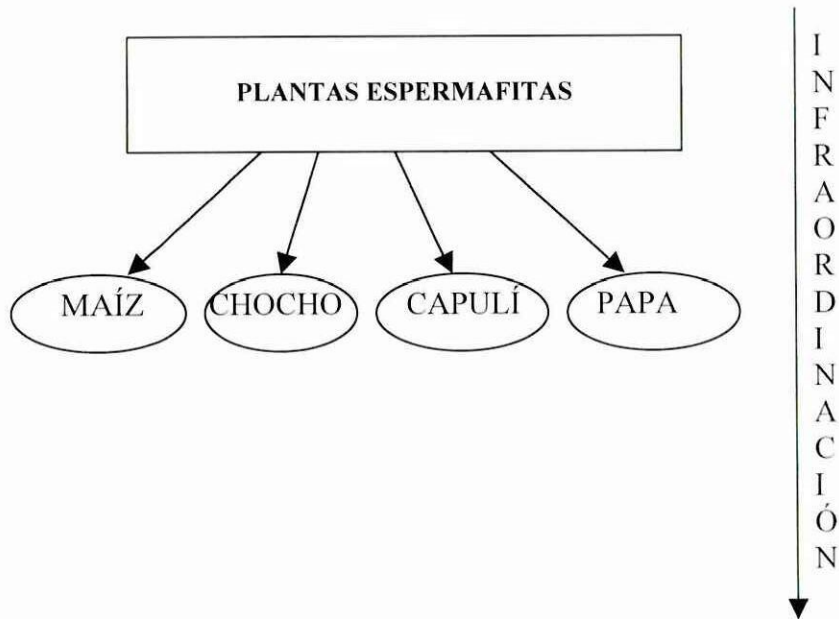 PLANTAS ESPERMAFITAS
MAÍZ
CHOCHO
CAPULÍ
PAPA
I
N
F
R
A
O
R
D
I
N
A
C
I
Ó
N